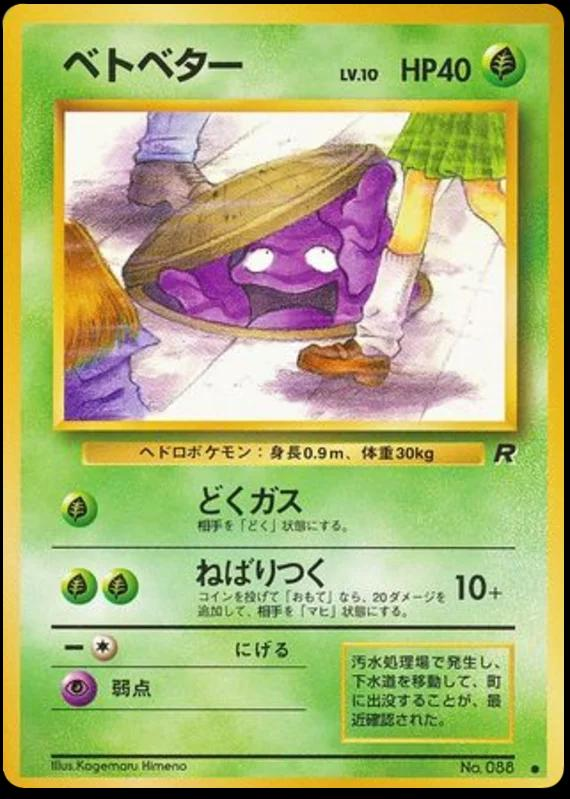 ベトベター LV.10 HP40
ヘドロポケモン：身長0.9m、体重30kg R
どくガス
相手を「どく」状態にする。
ねばりつく 10+
コインを投げて「おもて」なら、20ダメージを
追加して、相手を「マヒ」状態にする。
− にげる
弱点
汚水処理場で発生し、
下水道を移動して、町
に出没することが、最
近確認された。
Illus.Kagemaru Himeno No. 088